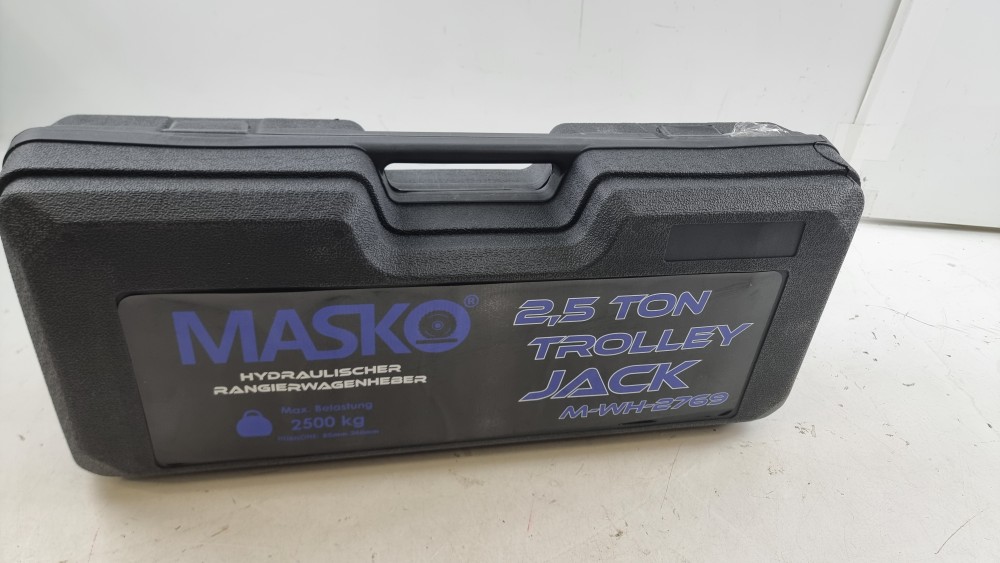 MASKO®
HYDRAULISCHER
RANGIERWAGENHEBER
Max. Belastung
2500 kg
2,5 TON
TROLLEY
JACK
M-WH-2769